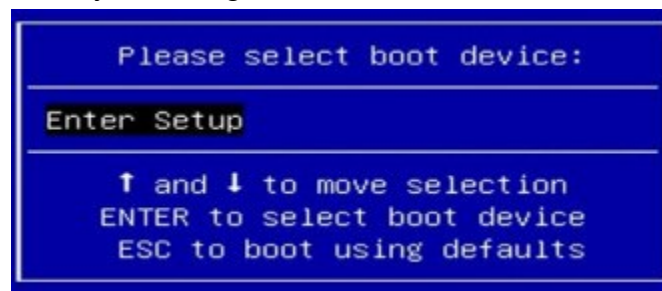 Please select boot device:
Enter Setup
↑ and ↓ to move selection
ENTER to select boot device
ESC to boot using defaults